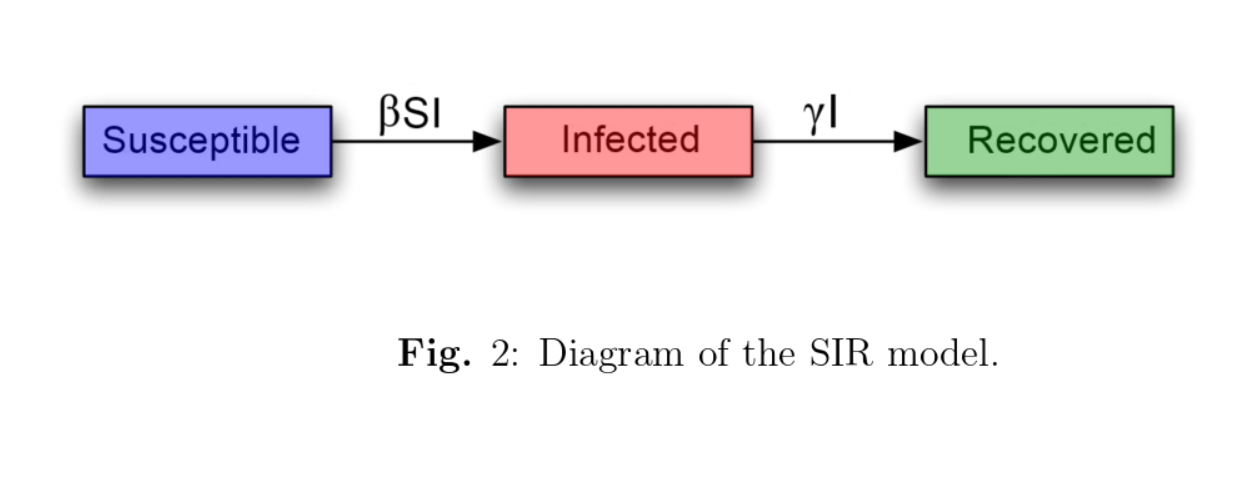 βSI
γI
Susceptible
Infected
Recovered
Fig. 2: Diagram of the SIR model.